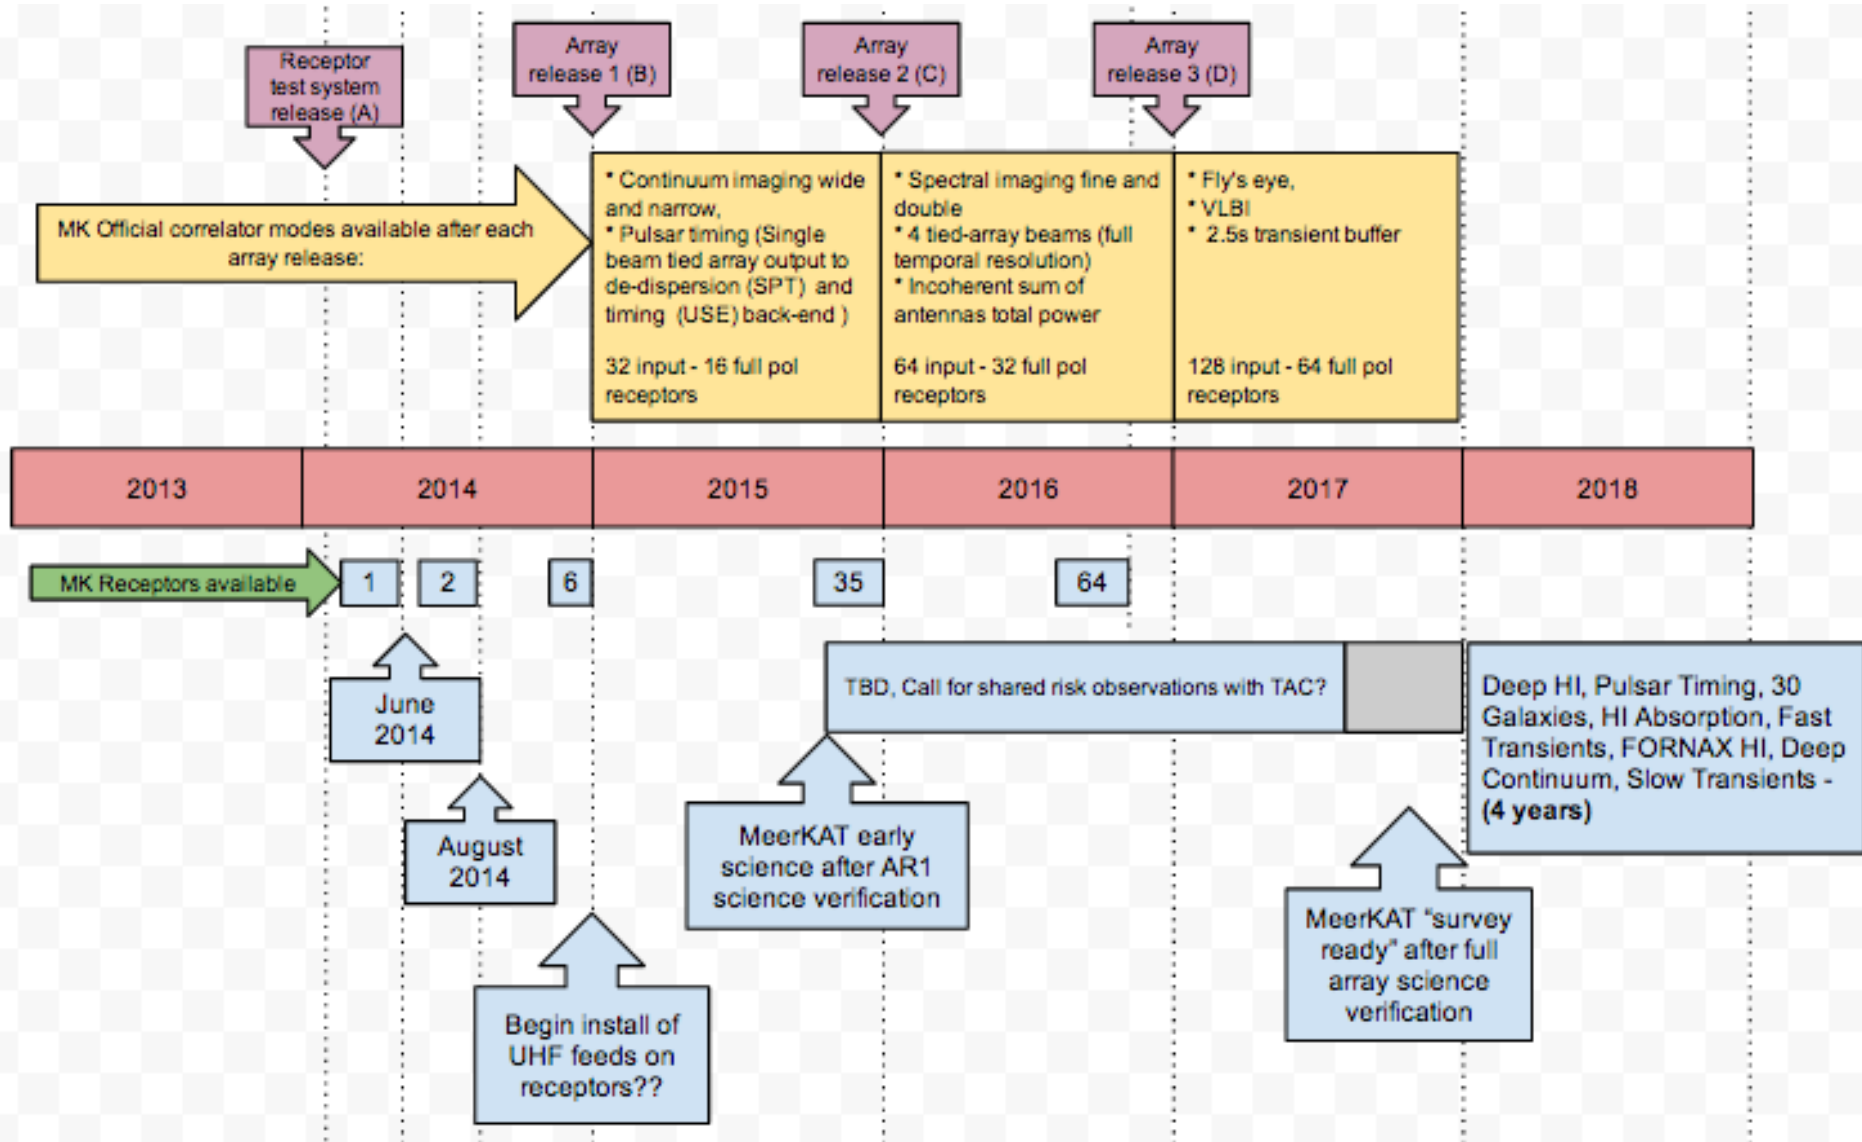 Receptor
test system
release (A)
Array
release 1 (B)
Array
release 2 (C)
Array
release 3 (D)
MK Official correlator modes available after each
array release:
* Continuum imaging wide
and narrow,
* Pulsar timing (Single
beam tied array output to
de-dispersion (SPT) and
timing (USE) back-end )
32 input - 16 full pol
receptors
* Spectral imaging fine and
double
* 4 tied-array beams (full
temporal resolution)
* Incoherent sum of
antennas total power
64 input - 32 full pol
receptors
* Fly's eye,
* VLBI
* 2.5s transient buffer
128 input - 64 full pol
receptors
2013
2014
2015
2016
2017
2018
MK Receptors available
1
2
6
35
64
June
2014
August
2014
Begin install of
UHF feeds on
receptors??
TBD, Call for shared risk observations with TAC?
MeerKAT early
science after AR1
science verification
MeerKAT “survey
ready” after full
array science
verification
Deep HI, Pulsar Timing, 30
Galaxies, HI Absorption, Fast
Transients, FORNAX HI, Deep
Continuum, Slow Transients -
(4 years)